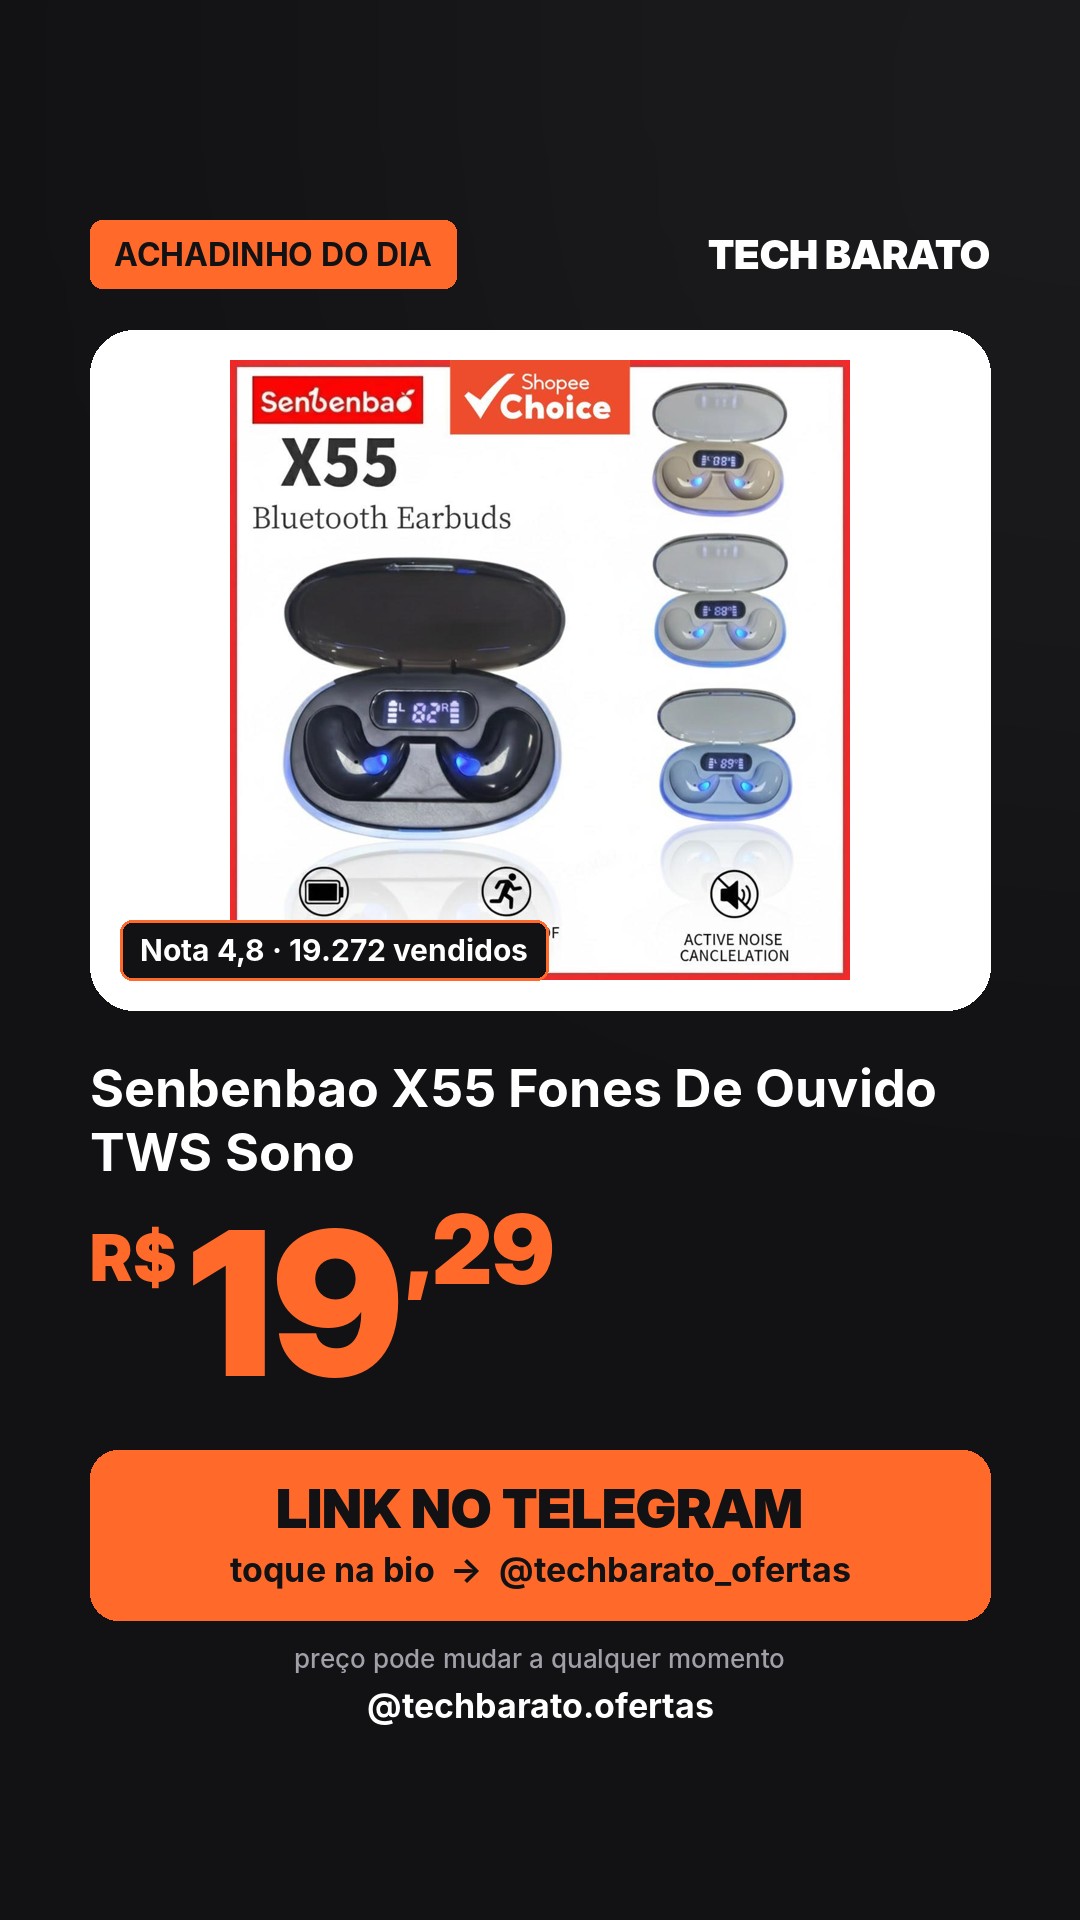 ACHADINHO DO DIA
TECH BARATO
Senbenbao
Shopee
Choice
X55
Bluetooth Earbuds
L 82 R
ACTIVE NOISE
CANCLELATION
Nota 4,8 · 19.272 vendidos
Senbenbao X55 Fones De Ouvido
TWS Sono
R$ 19,29
LINK NO TELEGRAM
toque na bio → @techbarato_ofertas
preço pode mudar a qualquer momento
@techbarato.ofertas